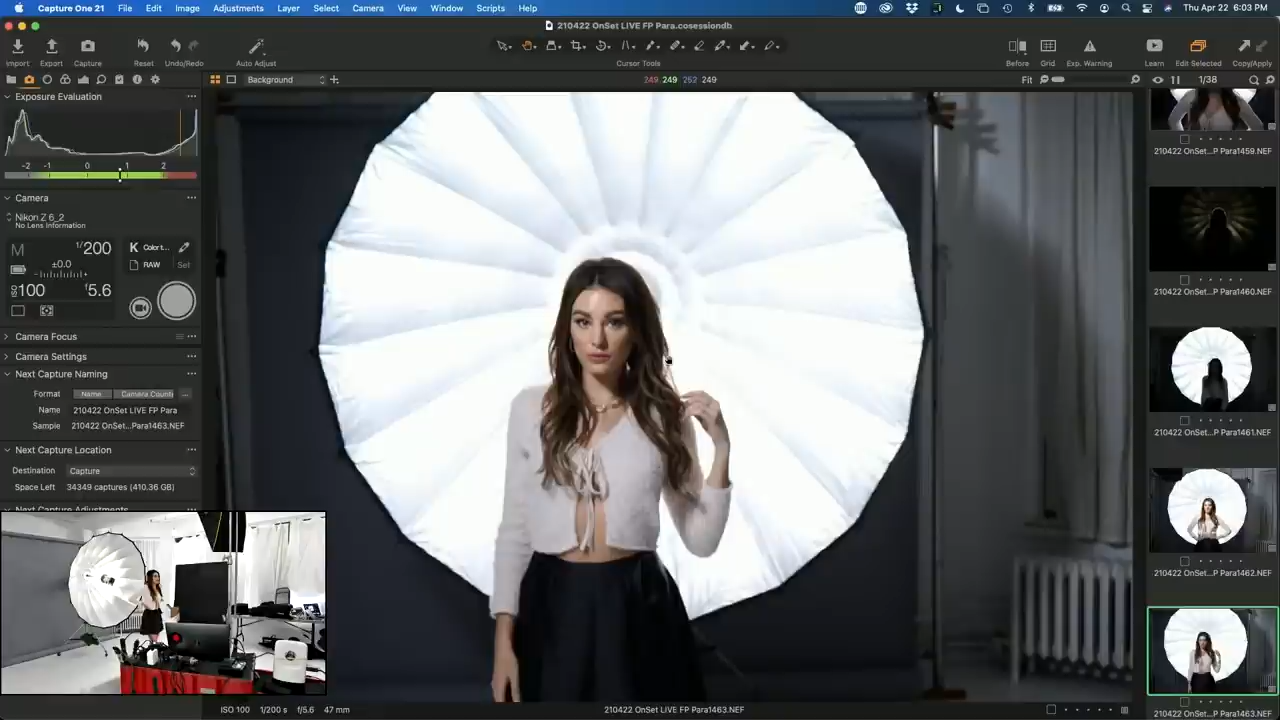 Capture One 21 File Edit Image Adjustments Layer Select Camera View Window Scripts Help Thu Apr 22 6:03 PM
210422 OnSet LIVE FP Para.cosessiondb
Import Export Capture Reset Undo/Redo Auto Adjust Cursor Tools Before Grid Exp. Warning Learn Edit Selected Copy/Apply
Background 249 249 252 249 Fit 1/38
Exposure Evaluation
-2 -1 0 1 2
Camera
Nikon Z 6_2
No Lens Information
M 1/200 K Color t...
±0.0 RAW Set
ISO 100 f5.6
Camera Focus
Camera Settings
Next Capture Naming
Format Name Camera Count
Name 210422 OnSet LIVE FP Para
Sample 210422 OnSet...Para1463.NEF
Next Capture Location
Destination Capture
Space Left 34349 captures (410.36 GB)
Next Capture Adjustments
210422 OnSet...P Para1459.NEF
210422 OnSet...P Para1460.NEF
210422 OnSet...P Para1461.NEF
210422 OnSet...P Para1462.NEF
210422 OnSet...P Para1463.NEF
ISO 100 1/200 s f/5.6 47 mm 210422 OnSet LIVE FP Para1463.NEF